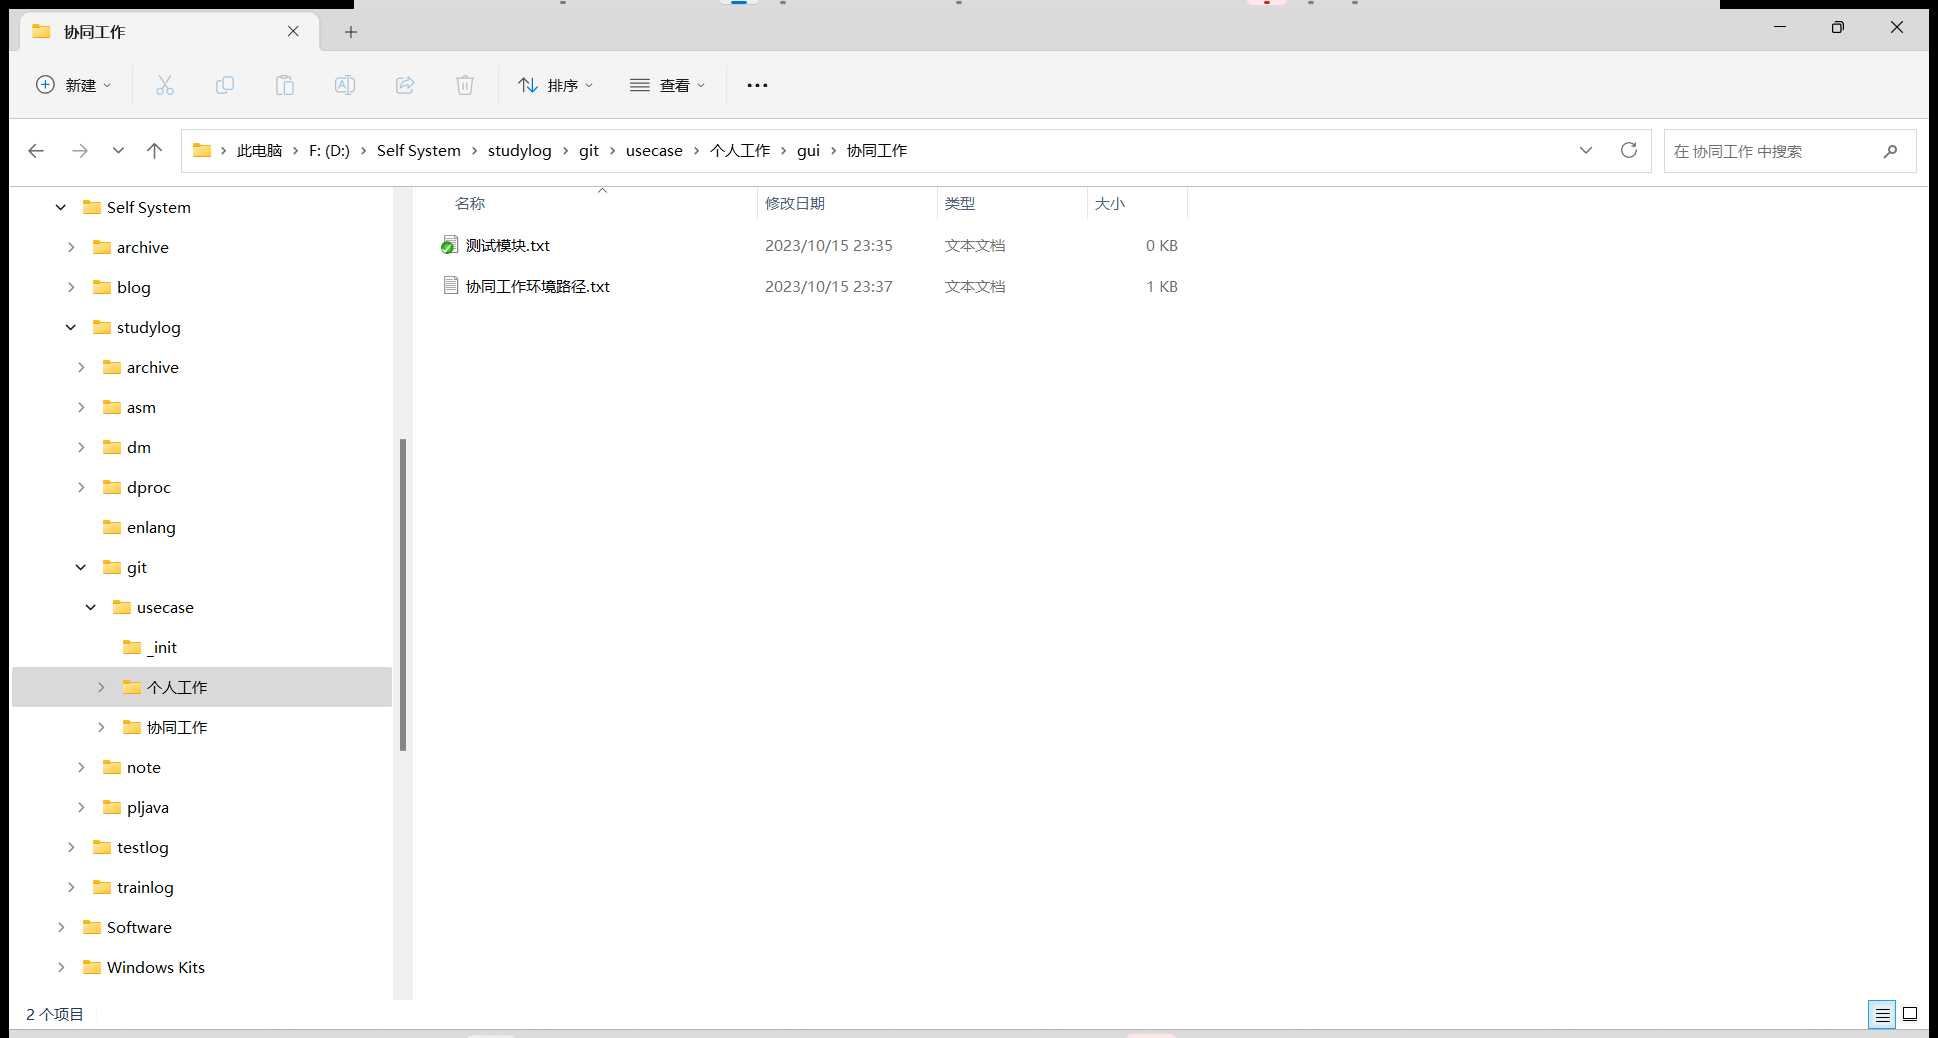 协同工作
新建
排序
查看
此电脑 F: (D:) Self System studylog git usecase 个人工作 gui 协同工作
在 协同工作 中搜索
Self System
archive
blog
studylog
archive
asm
dm
dproc
enlang
git
usecase
_init
个人工作
协同工作
note
pljava
testlog
trainlog
Software
Windows Kits
名称 修改日期 类型 大小
测试模块.txt 2023/10/15 23:35 文本文档 0 KB
协同工作环境路径.txt 2023/10/15 23:37 文本文档 1 KB
2 个项目